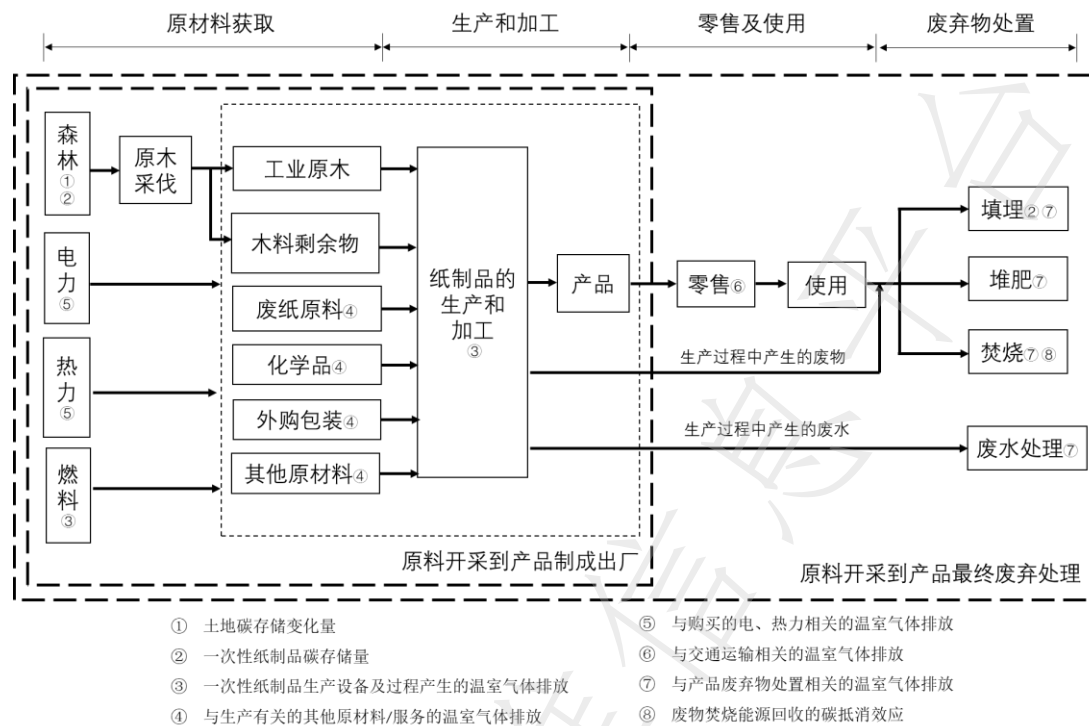 原材料获取
生产和加工
零售及使用
废弃物处置
森
林
①
②
原木
采伐
工业原木
木料剩余物
电
力
⑤
废纸原料④
化学品④
热
力
⑤
外购包装④
其他原材料④
燃
料
③
纸制品的
生产和
加工
③
产品
零售⑥
使用
填埋②⑦
堆肥⑦
焚烧⑦⑧
生产过程中产生的废物
生产过程中产生的废水
废水处理⑦
原料开采到产品制成出厂
原料开采到产品最终废弃处理
① 土地碳存储变化量
② 一次性纸制品碳存储量
③ 一次性纸制品生产设备及过程产生的温室气体排放
④ 与生产有关的其他原材料/服务的温室气体排放
⑤ 与购买的电、热力相关的温室气体排放
⑥ 与交通运输相关的温室气体排放
⑦ 与产品废弃物处置相关的温室气体排放
⑧ 废物焚烧能源回收的碳抵消效应
信息平台